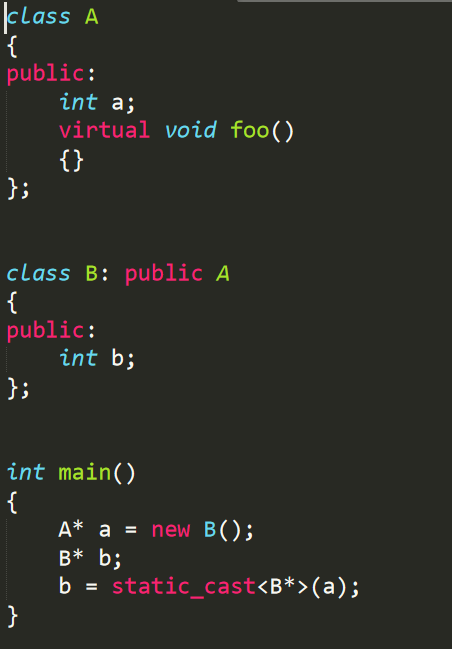 class A
{
public:
    int a;
    virtual void foo()
    {}
};
class B: public A
{
public:
    int b;
};
int main()
{
    A* a = new B();
    B* b;
    b = static_cast<B*>(a);
}